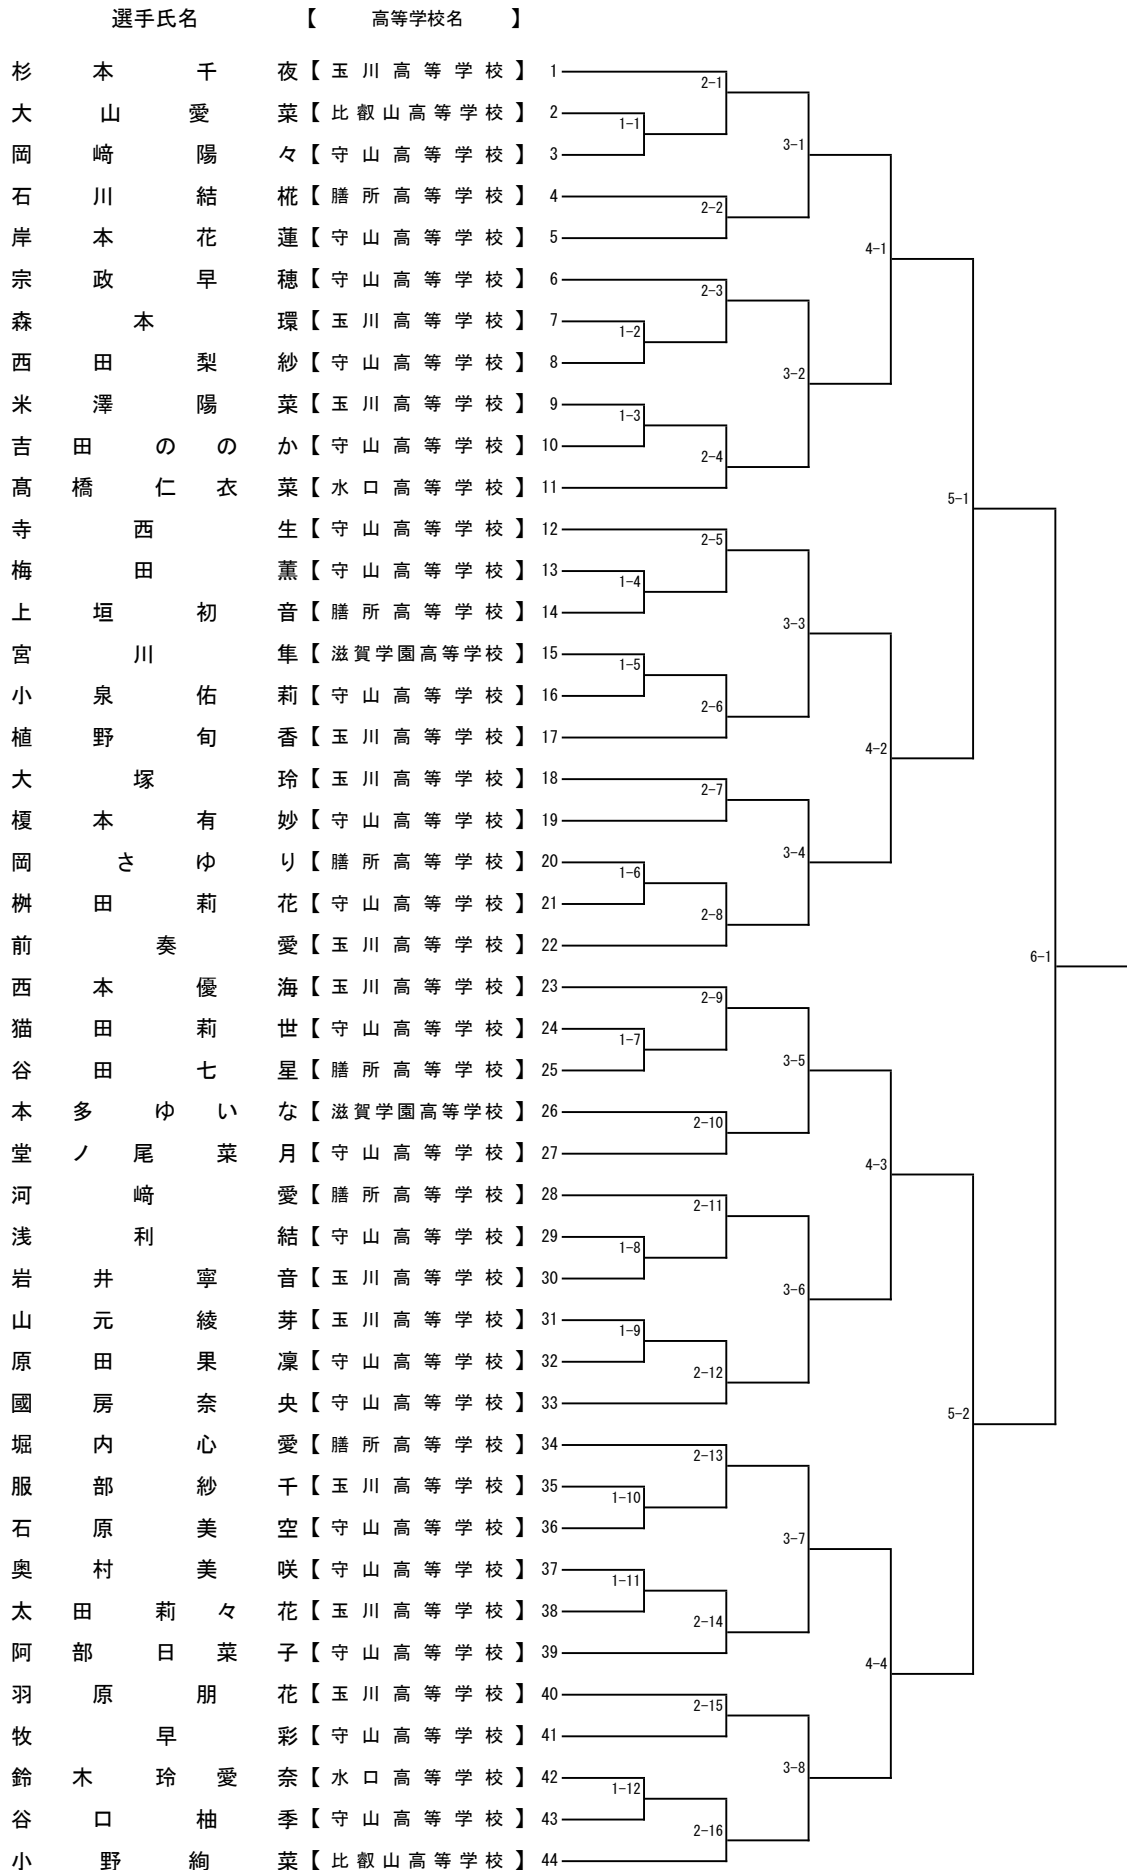 選手氏名 【 高等学校名 】
杉本千夜【玉川高等学校】 1
2-1
大山愛菜【比叡山高等学校】 2
1-1
岡﨑陽々【守山高等学校】 3
3-1
石川結椛【膳所高等学校】 4
2-2
岸本花蓮【守山高等学校】 5
4-1
宗政早穂【守山高等学校】 6
2-3
森本環【玉川高等学校】 7
1-2
西田梨紗【守山高等学校】 8
3-2
米澤陽菜【玉川高等学校】 9
1-3
吉田ののか【守山高等学校】 10
2-4
髙橋仁衣菜【水口高等学校】 11
5-1
寺西生【守山高等学校】 12
2-5
梅田薫【守山高等学校】 13
1-4
上垣初音【膳所高等学校】 14
3-3
宮川隼【滋賀学園高等学校】 15
1-5
小泉佑莉【守山高等学校】 16
2-6
植野旬香【玉川高等学校】 17
4-2
大塚玲【玉川高等学校】 18
2-7
榎本有妙【守山高等学校】 19
3-4
岡さゆり【膳所高等学校】 20
1-6
桝田莉花【守山高等学校】 21
2-8
前奏愛【玉川高等学校】 22
6-1
西本優海【玉川高等学校】 23
2-9
猫田莉世【守山高等学校】 24
1-7
谷田七星【膳所高等学校】 25
3-5
本多ゆいな【滋賀学園高等学校】 26
2-10
堂ノ尾菜月【守山高等学校】 27
4-3
河﨑愛【膳所高等学校】 28
2-11
浅利結【守山高等学校】 29
1-8
岩井寧音【玉川高等学校】 30
3-6
山元綾芽【玉川高等学校】 31
1-9
原田果凜【守山高等学校】 32
2-12
國房奈央【守山高等学校】 33
5-2
堀内心愛【膳所高等学校】 34
2-13
服部紗千【玉川高等学校】 35
1-10
石原美空【守山高等学校】 36
3-7
奥村美咲【守山高等学校】 37
1-11
太田莉々花【玉川高等学校】 38
2-14
阿部日菜子【守山高等学校】 39
4-4
羽原朋花【玉川高等学校】 40
2-15
牧早彩【守山高等学校】 41
3-8
鈴木玲愛奈【水口高等学校】 42
1-12
谷口柚季【守山高等学校】 43
2-16
小野絢菜【比叡山高等学校】 44